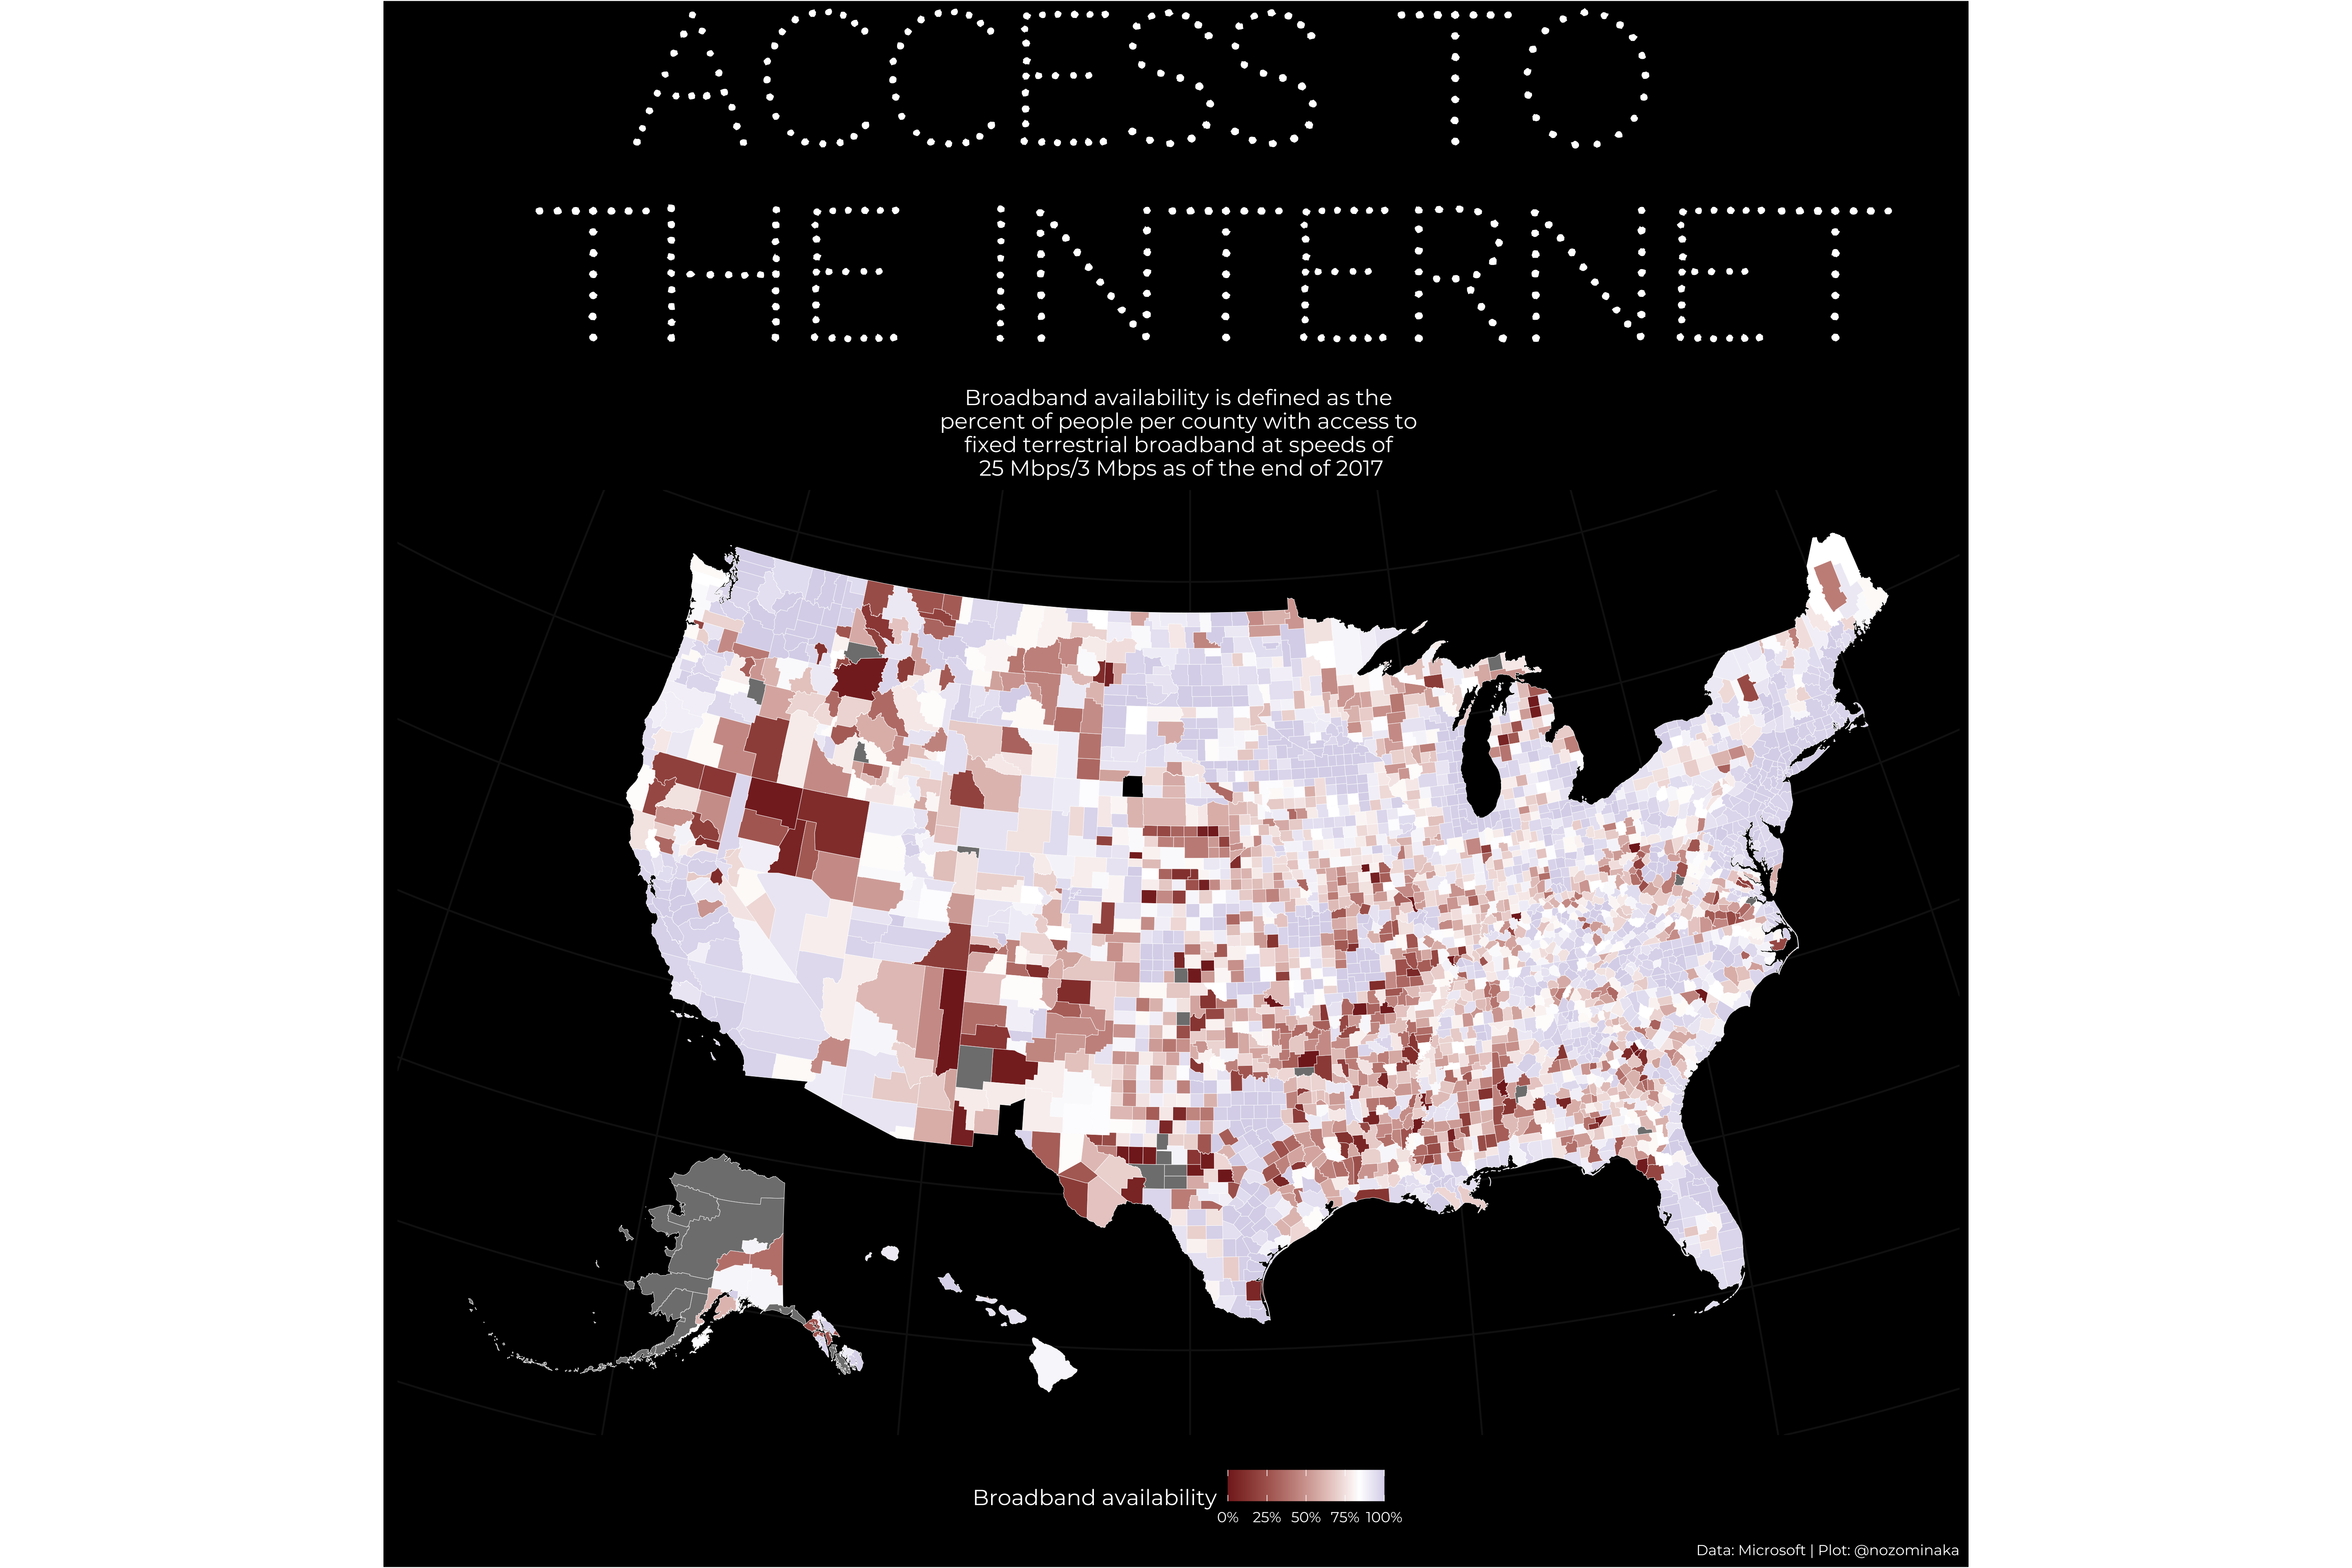 ACCESS TO
THE INTERNET
Broadband availability is defined as the
percent of people per county with access to
fixed terrestrial broadband at speeds of
25 Mbps/3 Mbps as of the end of 2017
Broadband availability
0% 25% 50% 75% 100%
Data: Microsoft | Plot: @nozominaka